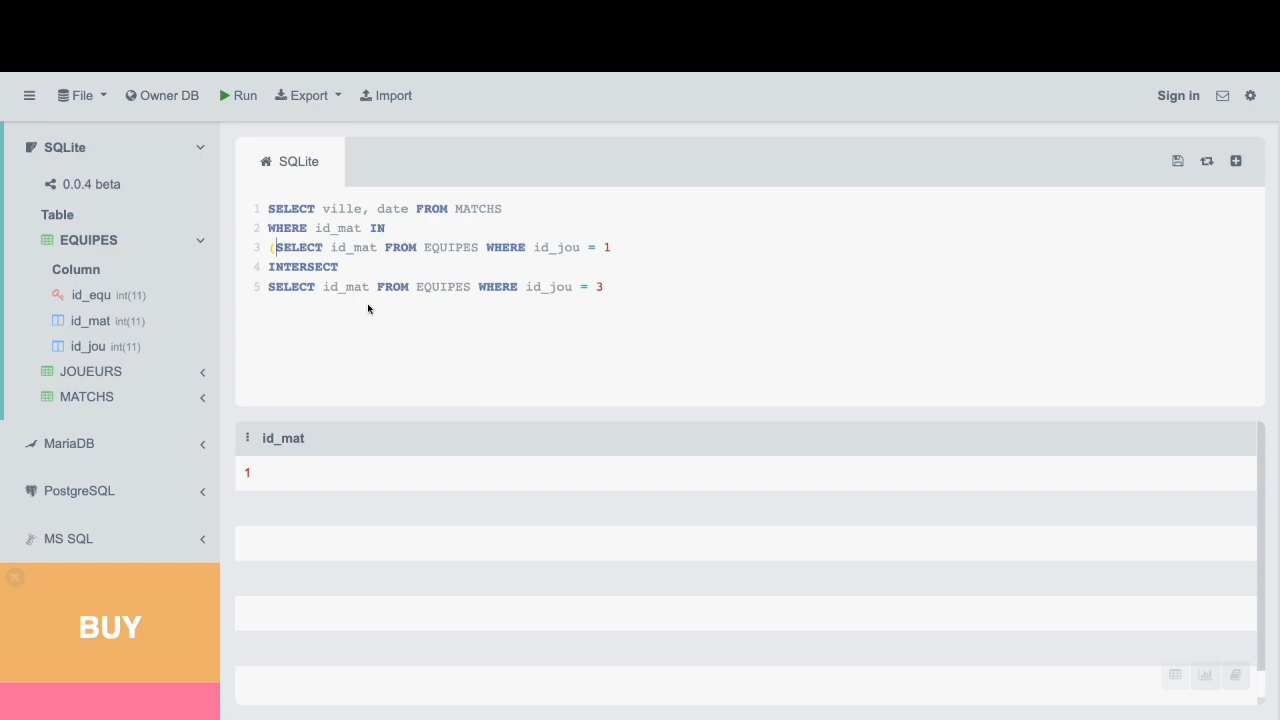 File
Owner DB
Run
Export
Import
Sign in
SQLite
0.0.4 beta
Table
EQUIPES
Column
id_equ int(11)
id_mat int(11)
id_jou int(11)
JOUEURS
MATCHS
MariaDB
PostgreSQL
MS SQL
BUY
SQLite
1 SELECT ville, date FROM MATCHS
2 WHERE id_mat IN
3 (SELECT id_mat FROM EQUIPES WHERE id_jou = 1
4 INTERSECT
5 SELECT id_mat FROM EQUIPES WHERE id_jou = 3
id_mat
1